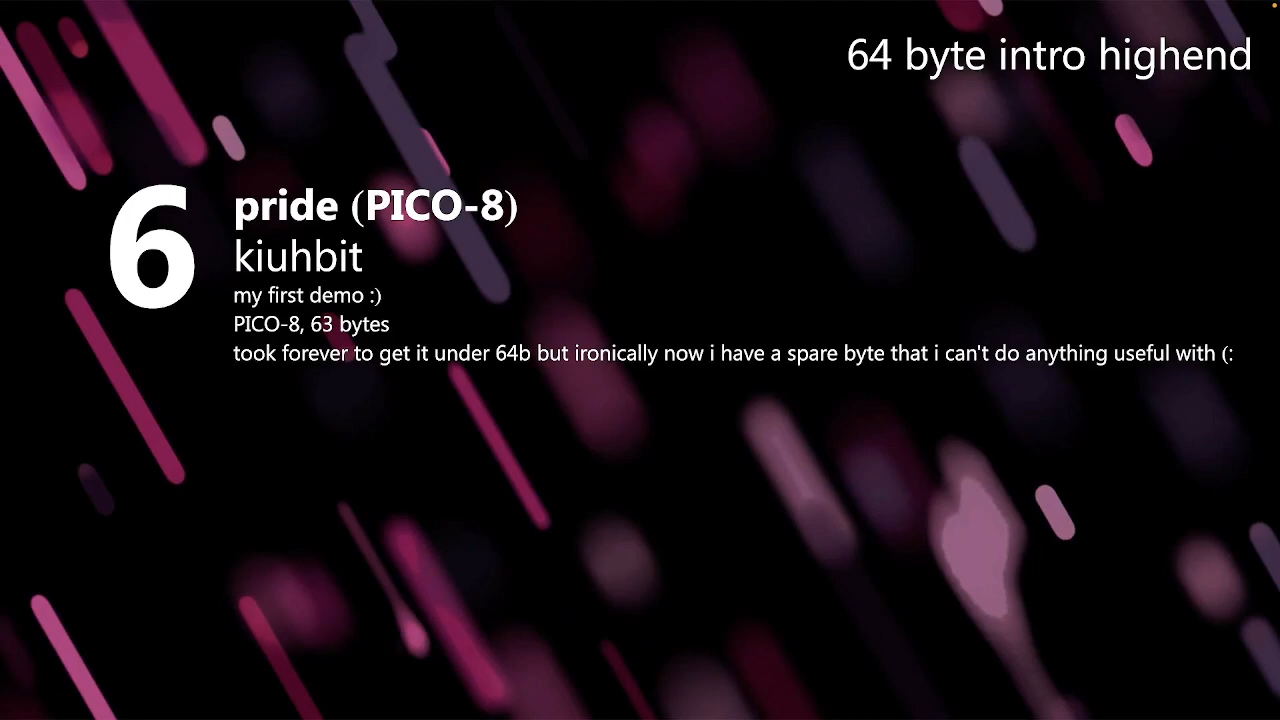 64 byte intro highend
6
pride (PICO-8)
kiuhbit
my first demo :)
PICO-8, 63 bytes
took forever to get it under 64b but ironically now i have a spare byte that i can't do anything useful with (: